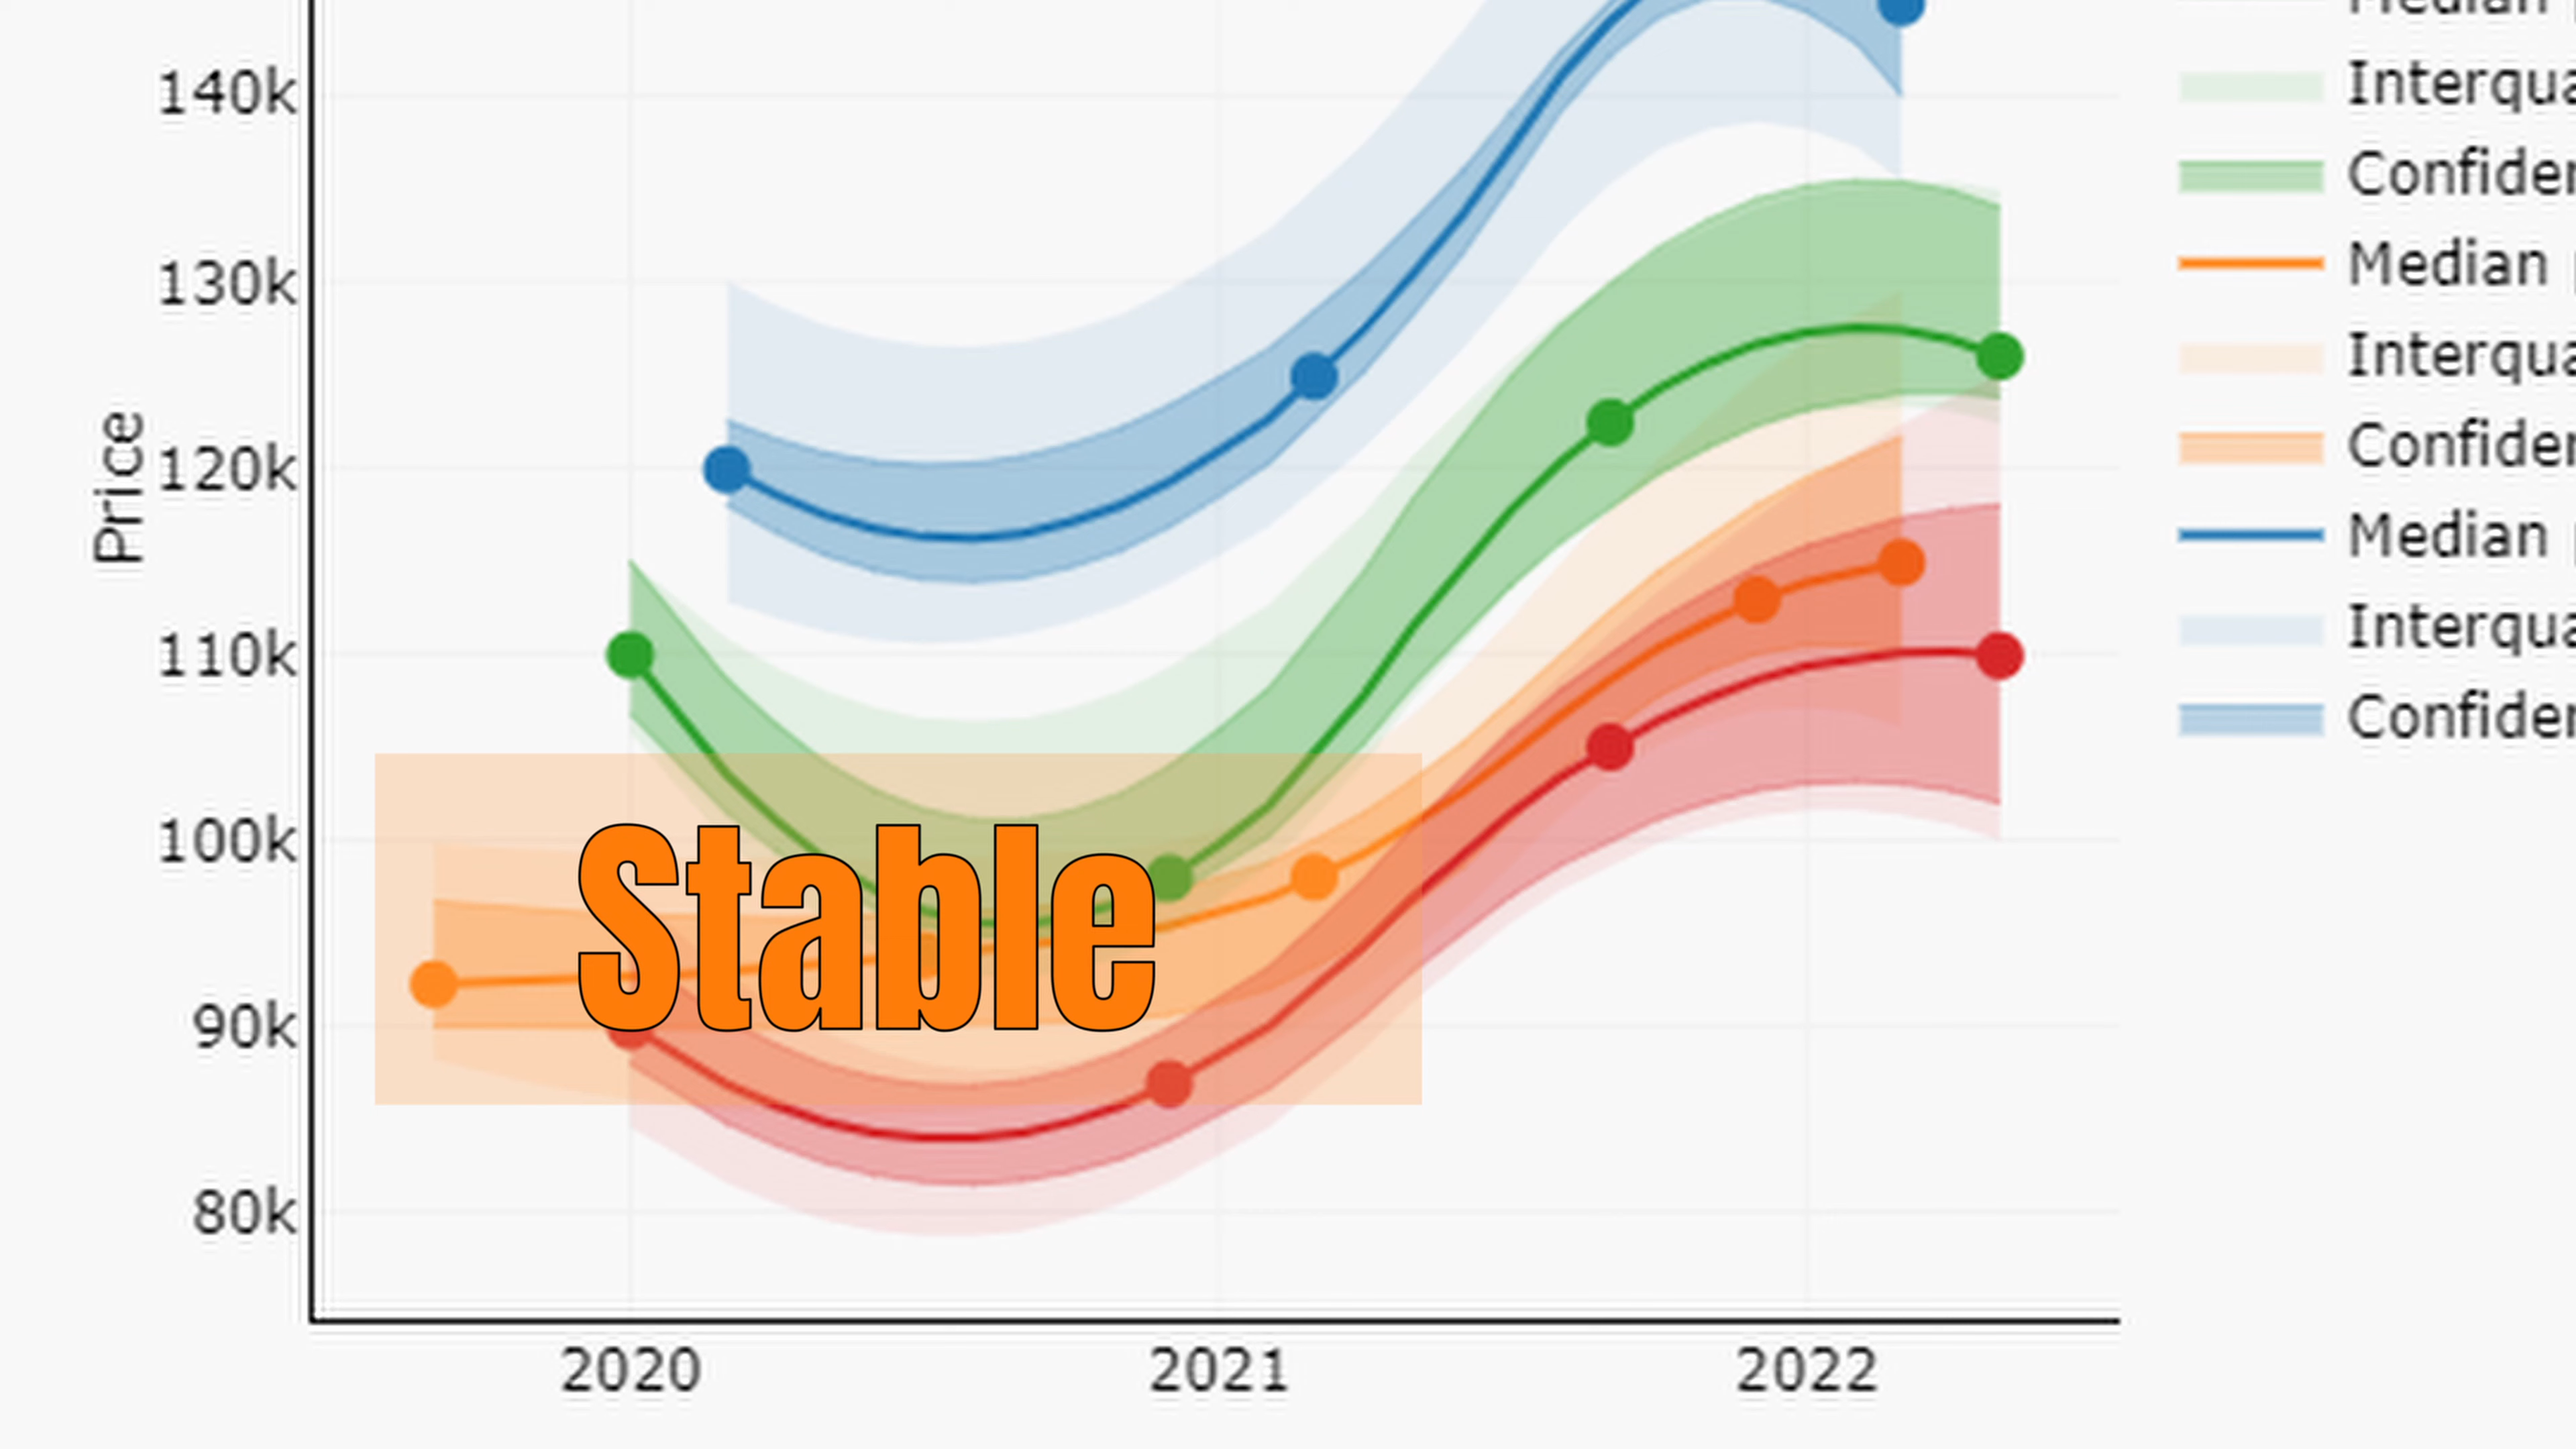 140k
130k
120k
110k
100k
90k
80k
Price
2020
2021
2022
Stable
Median
Interqua
Confiden
Median
Interqua
Confiden
Median
Interqua
Confiden